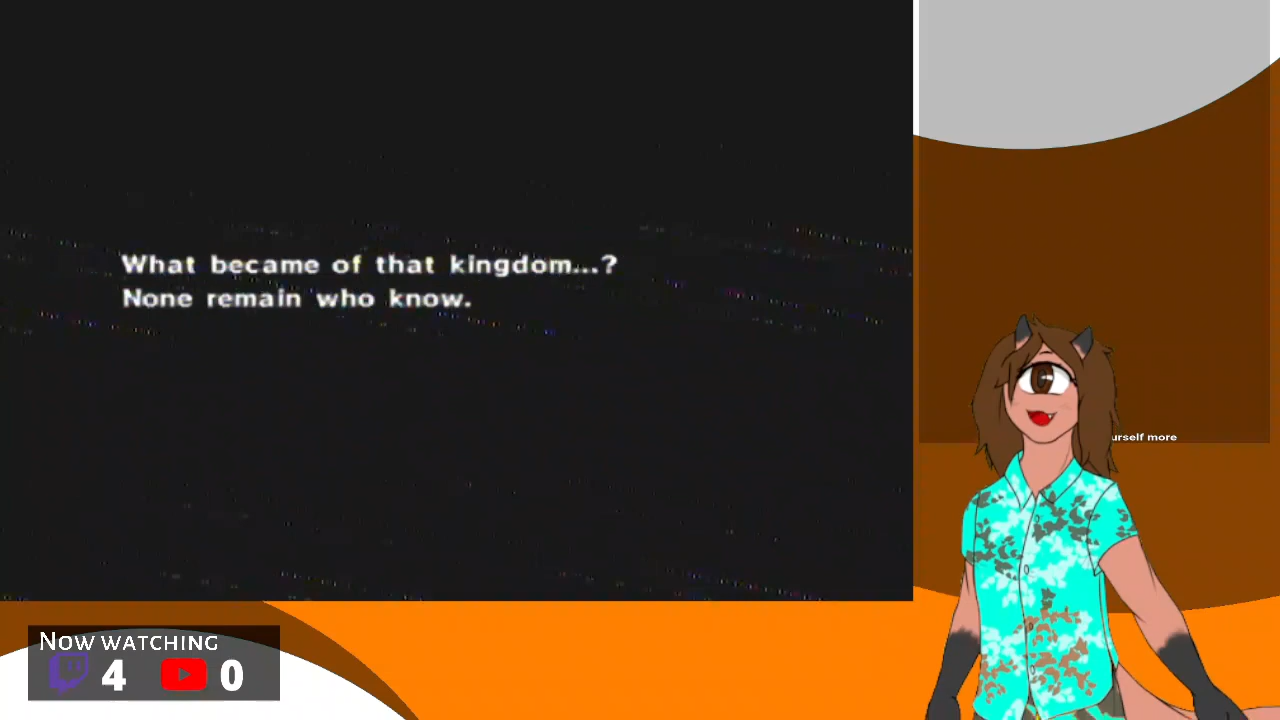 What became of that kingdom...?
None remain who know.
urself more
NOW WATCHING
4 0